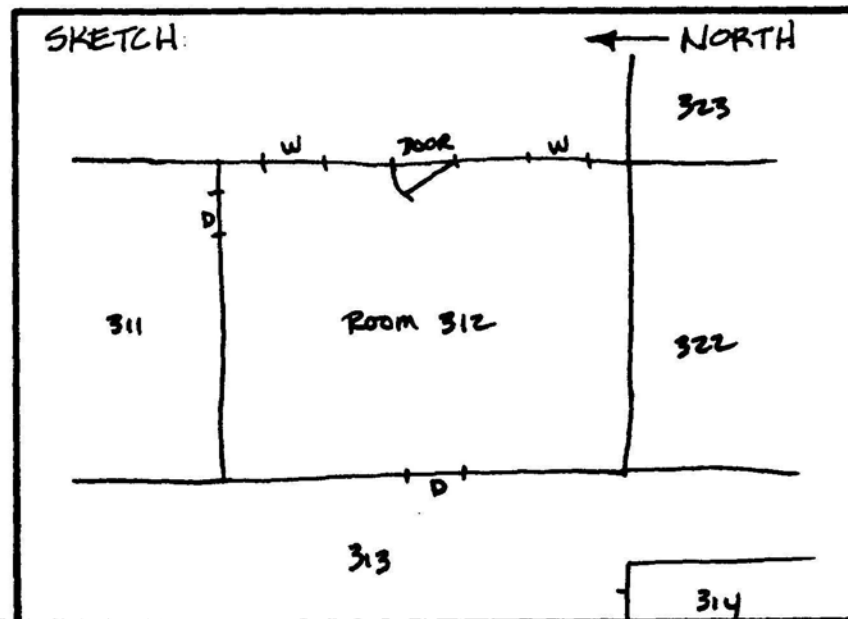 SKETCH:
NORTH
323
W
DOOR
W
D
311
Room 312
322
D
313
314